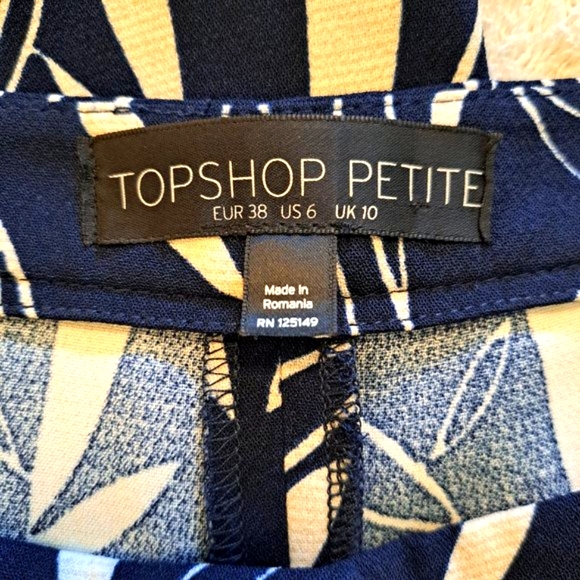 TOPSHOP PETITE
EUR 38 US 6 UK 10
Made in
Romania
RN 125149